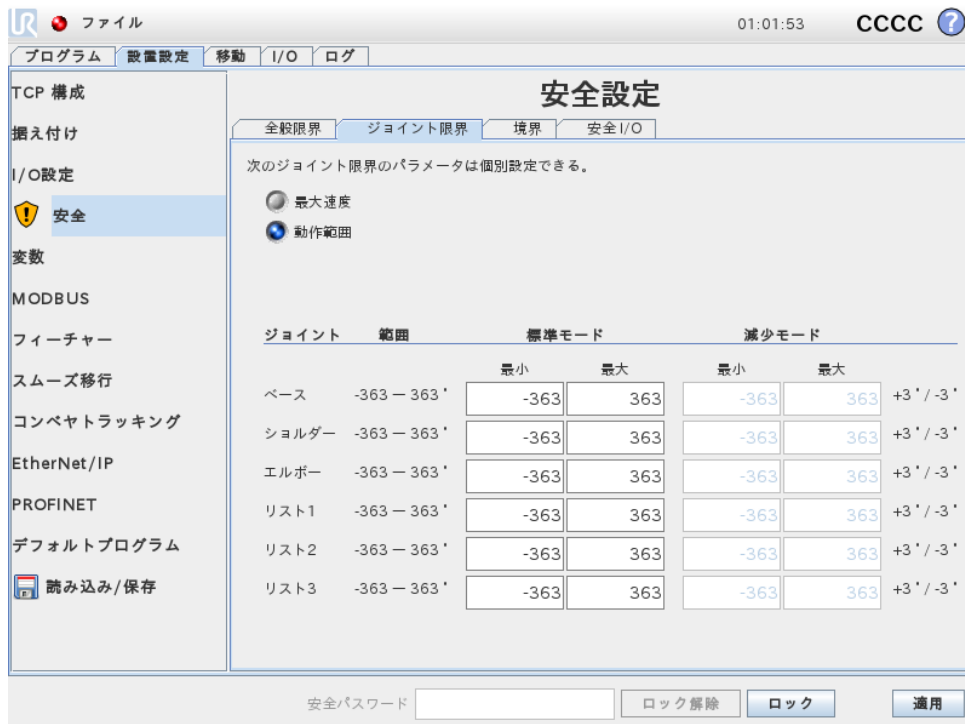 UR ファイル 01:01:53 CCCC ?
プログラム 設置設定 移動 I/O ログ
TCP 構成
据え付け
I/O設定
安全
変数
MODBUS
フィーチャー
スムーズ移行
コンベヤトラッキング
EtherNet/IP
PROFINET
デフォルトプログラム
読み込み/保存
安全設定
全般限界 ジョイント限界 境界 安全I/O
次のジョイント限界のパラメータは個別設定できる。
最大速度
動作範囲
ジョイント 範囲 標準モード 減少モード
最小 最大 最小 最大
ベース -363 — 363° -363 363 -363 363 +3°/-3°
ショルダー -363 — 363° -363 363 -363 363 +3°/-3°
エルボー -363 — 363° -363 363 -363 363 +3°/-3°
リスト1 -363 — 363° -363 363 -363 363 +3°/-3°
リスト2 -363 — 363° -363 363 -363 363 +3°/-3°
リスト3 -363 — 363° -363 363 -363 363 +3°/-3°
安全パスワード ロック解除 ロック 適用